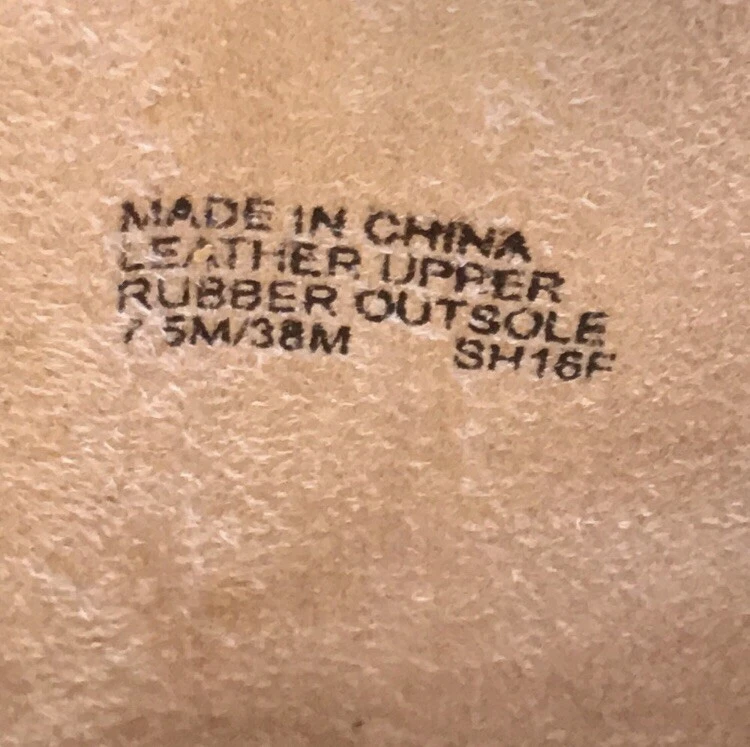 MADE IN CHINA
LEATHER UPPER
RUBBER OUTSOLE
7.5M/38M SH16F